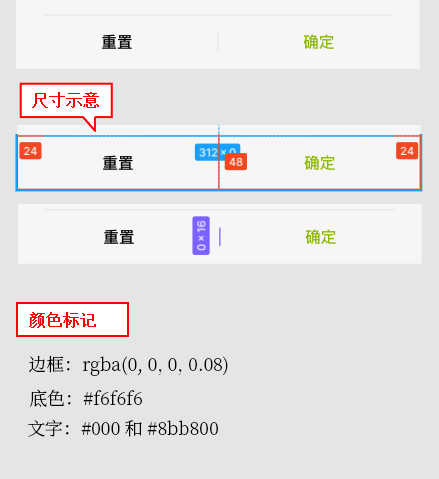 重置 确定
尺寸示意
24 312 × 0 24
重置 48 确定
重置 0 × 16 确定
颜色标记
边框：rgba(0, 0, 0, 0.08)
底色：#f6f6f6
文字：#000 和 #8bb800